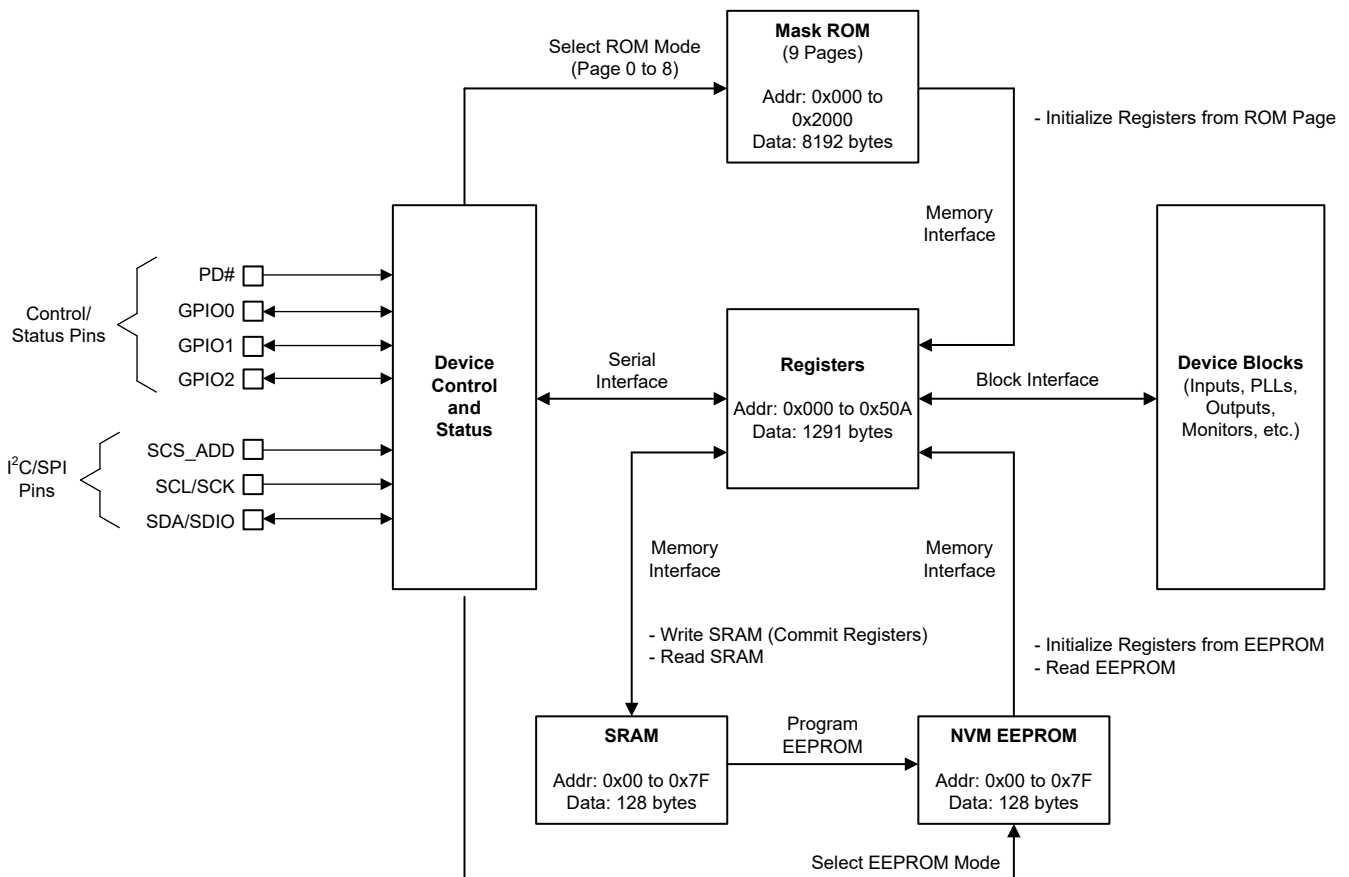 Mask ROM
(9 Pages)
Addr: 0x000 to
0x2000
Data: 8192 bytes
Select ROM Mode
(Page 0 to 8)
- Initialize Registers from ROM Page
Memory
Interface
Control/
Status Pins
PD#
GPIO0
GPIO1
GPIO2
I²C/SPI
Pins
SCS_ADD
SCL/SCK
SDA/SDIO
Device
Control
and
Status
Serial
Interface
Registers
Addr: 0x000 to 0x50A
Data: 1291 bytes
Block Interface
Device Blocks
(Inputs, PLLs,
Outputs,
Monitors, etc.)
Memory
Interface
Memory
Interface
- Write SRAM (Commit Registers)
- Read SRAM
- Initialize Registers from EEPROM
- Read EEPROM
SRAM
Addr: 0x00 to 0x7F
Data: 128 bytes
Program
EEPROM
NVM EEPROM
Addr: 0x00 to 0x7F
Data: 128 bytes
Select EEPROM Mode